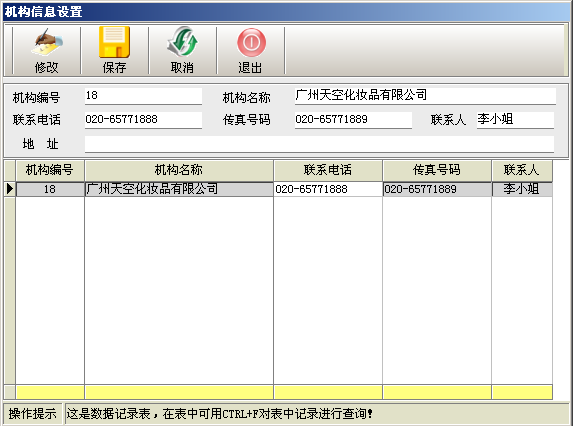 机构信息设置
修改 保存 取消 退出
机构编号 18 机构名称 广州天空化妆品有限公司
联系电话 020-65771888 传真号码 020-65771889 联系人 李小姐
地 址
机构编号 机构名称 联系电话 传真号码 联系人
18 广州天空化妆品有限公司 020-65771888 020-65771889 李小姐
操作提示 这是数据记录表，在表中可用CTRL+F对表中记录进行查询!